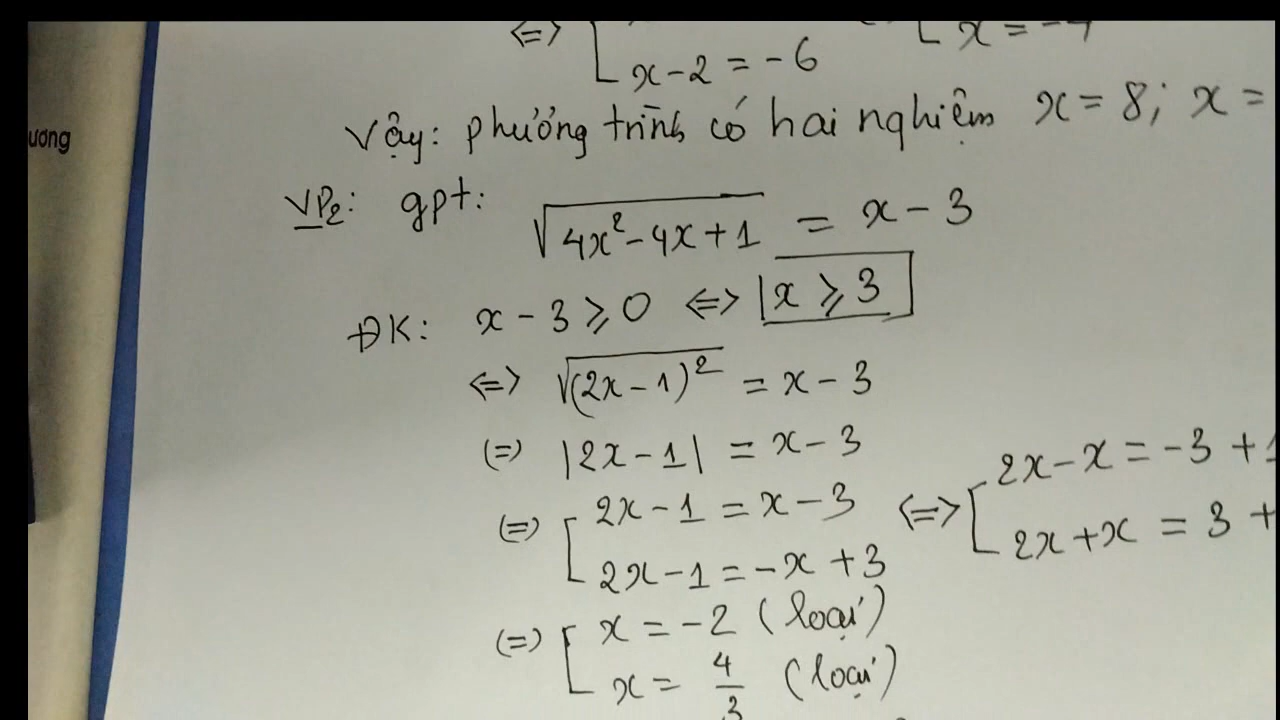 ⇔ [ x-2 = -6 [ x =
Vậy: phương trình có hai nghiệm x = 8; x =
ương
VP2: gpt: √(4x²-4x+1) = x-3
ĐK: x-3 ⩾ 0 ⇔ x ⩾ 3
⇔ √(2x-1)² = x-3
(=) |2x-1| = x-3
(=) [ 2x-1 = x-3 ⇔ [ 2x-x = -3+1
2x-1 = -x+3 2x+x = 3+
(=) [ x = -2 (loại)
x = 4/3 (loại)